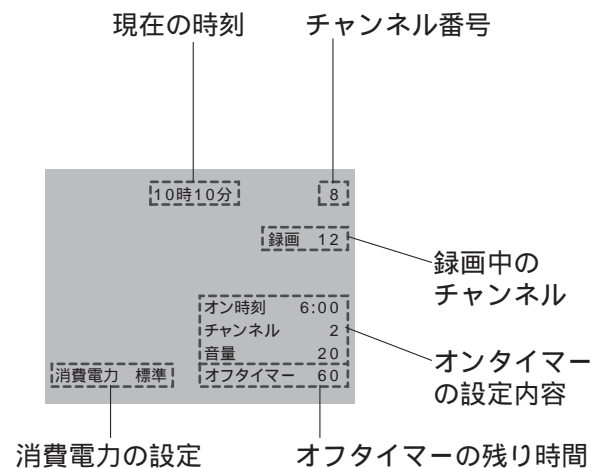 現在の時刻
チャンネル番号
10時10分
8
録画 12
録画中の
チャンネル
オン時刻 6:00
チャンネル 2
音量 20
オンタイマー
の設定内容
消費電力 標準
オフタイマー 60
消費電力の設定
オフタイマーの残り時間